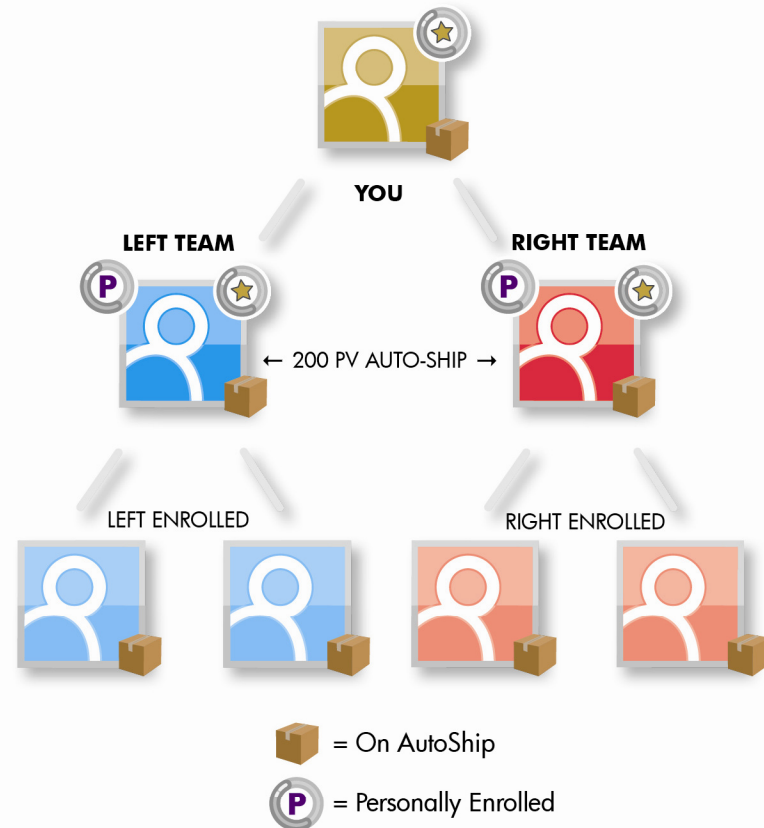 YOU
LEFT TEAM
RIGHT TEAM
P
P
← 200 PV AUTO-SHIP →
LEFT ENROLLED
RIGHT ENROLLED
= On AutoShip
P = Personally Enrolled